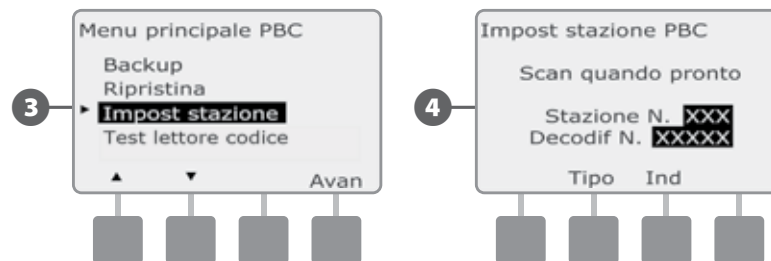 3
Menu principale PBC
Backup
Ripristina
Impost stazione
Test lettore codice
Avan
4
Impost stazione PBC
Scan quando pronto
Stazione N. XXX
Decodif N. XXXXX
Tipo Ind